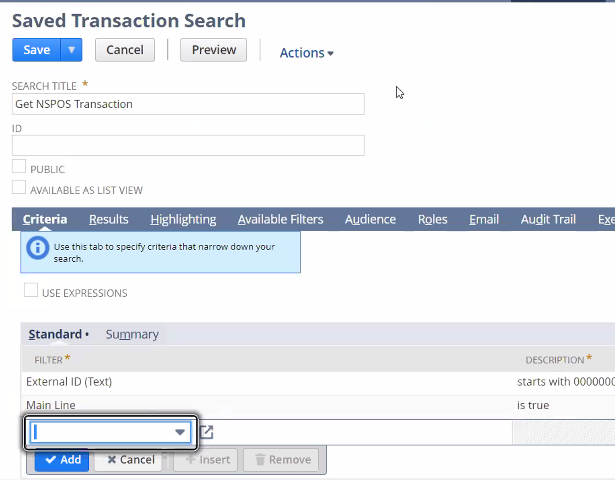 Saved Transaction Search
Save Cancel Preview Actions
SEARCH TITLE *
Get NSPOS Transaction
ID
PUBLIC
AVAILABLE AS LIST VIEW
Criteria Results Highlighting Available Filters Audience Roles Email Audit Trail Exe
Use this tab to specify criteria that narrow down your
search.
USE EXPRESSIONS
Standard • Summary
FILTER * DESCRIPTION *
External ID (Text) starts with 0000000
Main Line is true
Add Cancel Insert Remove